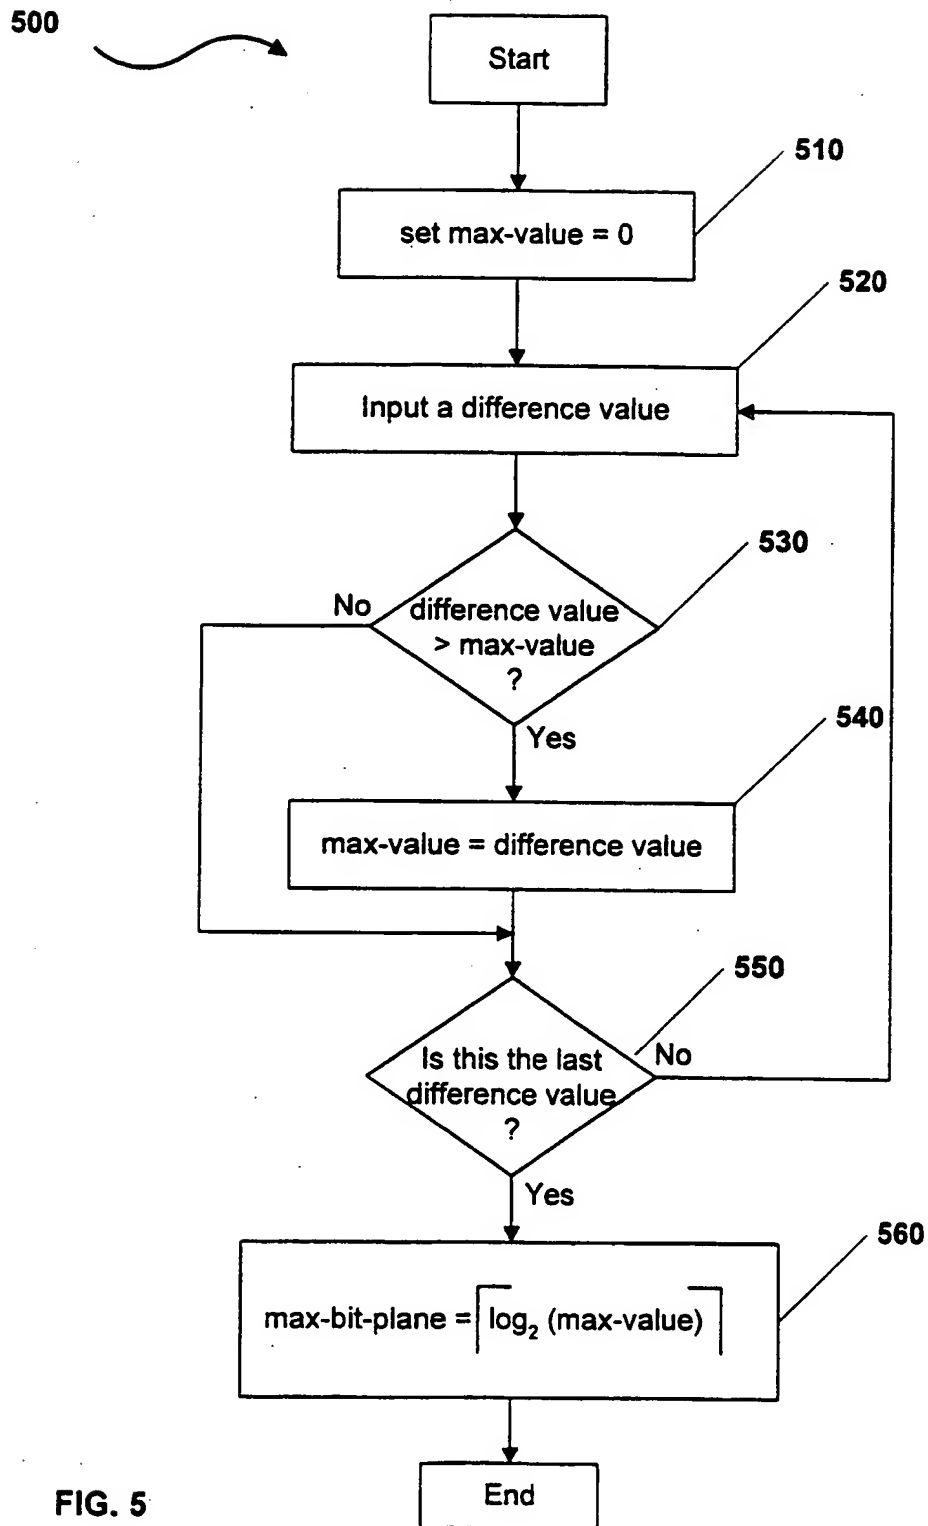 500
Start
510
set max-value = 0
520
Input a difference value
530
No
difference value
> max-value
?
Yes
540
max-value = difference value
550
Is this the last
difference value
?
No
Yes
560
max-bit-plane = ⌈log₂ (max-value)⌉
End
FIG. 5